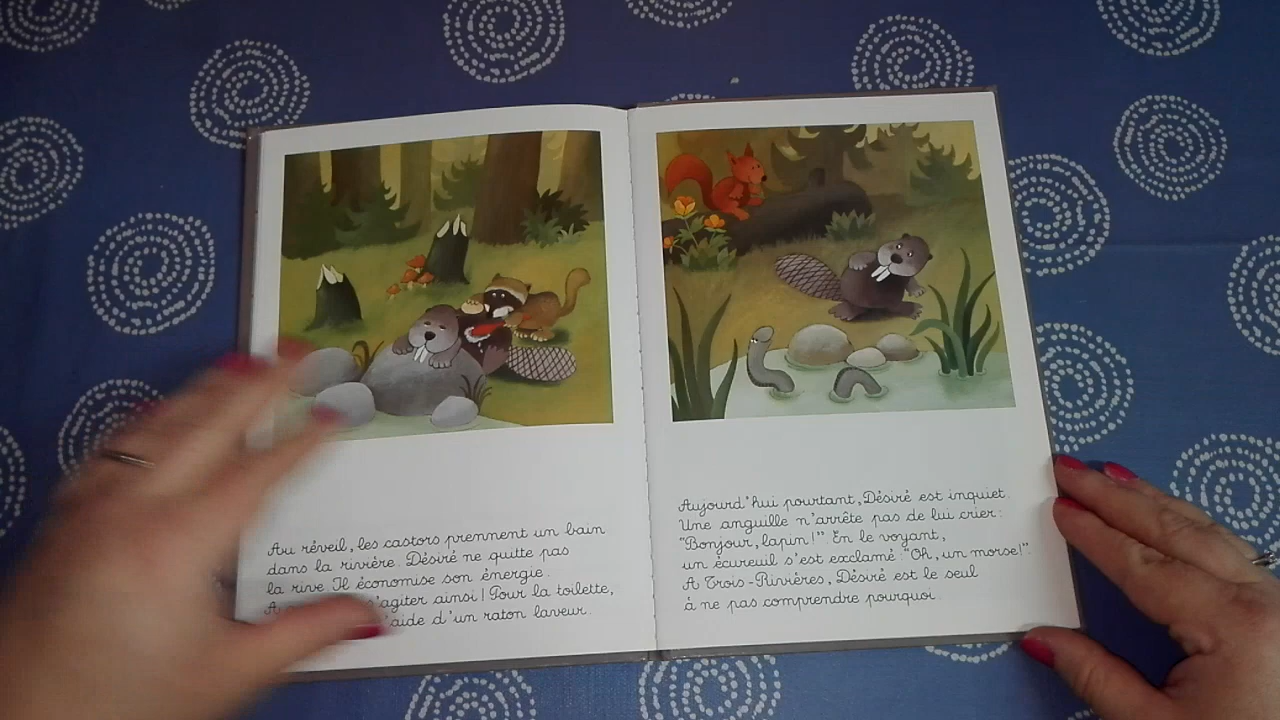 Au réveil, les castors prennent un bain
dans la rivière. Désiré ne quitte pas
la rive. Il économise son énergie.
A s'agiter ainsi ! Pour la toilette,
'aide d'un raton laveur.
Aujourd'hui pourtant, Désiré est inquiet.
Une anguille n'arrête pas de lui crier :
"Bonjour, lapin !". En le voyant,
un écureuil s'est exclamé : "Oh, un morse !".
A Trois-Rivières, Désiré est le seul
à ne pas comprendre pourquoi.